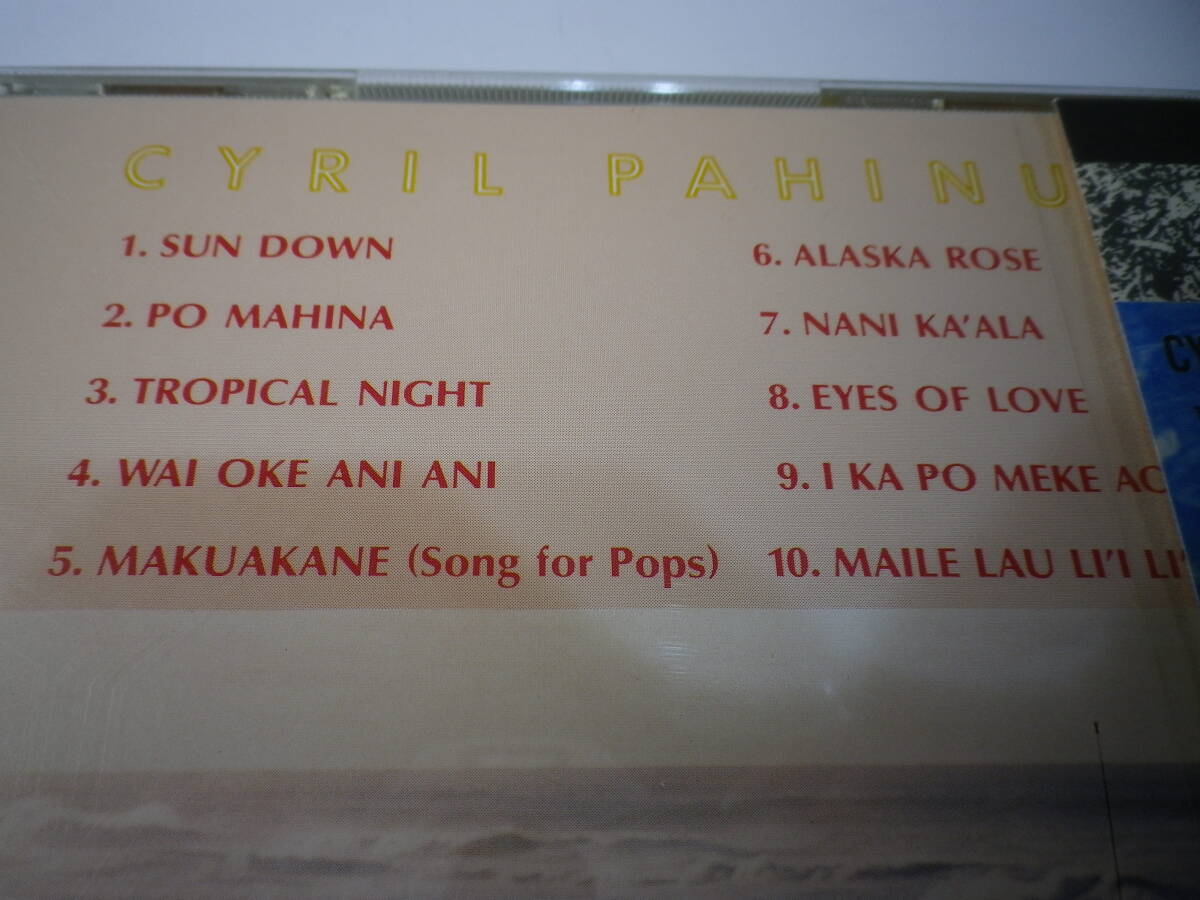 CYRIL PAHINU
1. SUN DOWN
2. PO MAHINA
3. TROPICAL NIGHT
4. WAI OKE ANI ANI
5. MAKUAKANE (Song for Pops)
6. ALASKA ROSE
7. NANI KA'ALA
8. EYES OF LOVE
9. I KA PO MEKE AO
10. MAILE LAU LI'I
CY